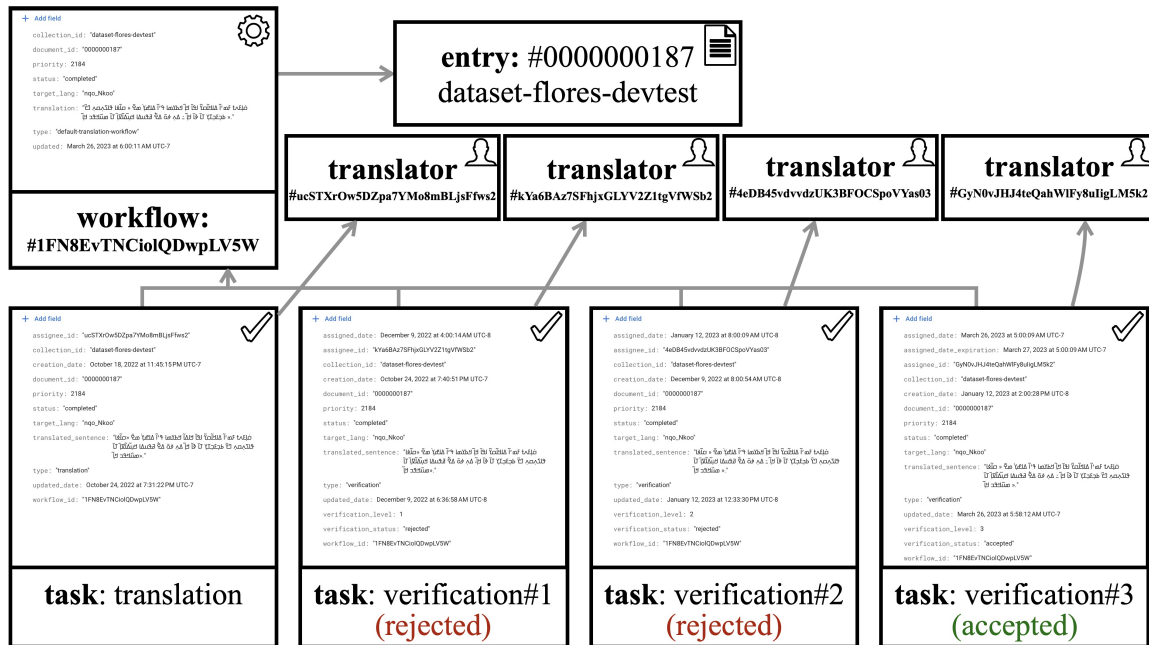 + Add field
collection_id: "dataset-flores-devtest"
document_id: "0000000187"
priority: 2184
status: "completed"
target_lang: "nqo_Nkoo"
translation:
type: "default-translation-workflow"
updated: March 26, 2023 at 6:00:11 AM UTC-7
workflow:
#1FN8EvTNCiolQDwpLV5W
entry: #0000000187
dataset-flores-devtest
translator
#ucSTXrOw5DZpa7YMo8mBLjsFfws2
translator
#kYa6BAz7SFhjxGLYV2Z1tgVfWSb2
translator
#4eDB45vdvvdzUK3BFOCSpoVYas03
translator
#GyN0vJHJ4teQahWlFy8uIigLM5k2
+ Add field
assignee_id: "ucSTXrOw5DZpa7YMo8mBLjsFfws2"
collection_id: "dataset-flores-devtest"
creation_date: October 18, 2022 at 11:45:15 PM UTC-7
document_id: "0000000187"
priority: 2184
status: "completed"
target_lang: "nqo_Nkoo"
translated_sentence:
type: "translation"
updated_date: October 24, 2022 at 7:31:22 PM UTC-7
workflow_id: "1FN8EvTNCiolQDwpLV5W"
task: translation
+ Add field
assigned_date: December 9, 2022 at 4:00:14 AM UTC-8
assignee_id: "kYa6BAz7SFhjxGLYV2Z1tgVfWSb2"
collection_id: "dataset-flores-devtest"
creation_date: October 24, 2022 at 7:40:51 PM UTC-7
document_id: "0000000187"
priority: 2184
status: "completed"
target_lang: "nqo_Nkoo"
translated_sentence:
type: "verification"
updated_date: December 9, 2022 at 6:36:58 AM UTC-8
verification_level: 1
verification_status: "rejected"
workflow_id: "1FN8EvTNCiolQDwpLV5W"
task: verification#1
(rejected)
+ Add field
assigned_date: January 12, 2023 at 8:00:09 AM UTC-8
assignee_id: "4eDB45vdvvdzUK3BFOCSpoVYas03"
collection_id: "dataset-flores-devtest"
creation_date: December 9, 2022 at 8:00:54 AM UTC-8
document_id: "0000000187"
priority: 2184
status: "completed"
target_lang: "nqo_Nkoo"
translated_sentence:
type: "verification"
updated_date: January 12, 2023 at 12:33:30 PM UTC-8
verification_level: 2
verification_status: "rejected"
workflow_id: "1FN8EvTNCiolQDwpLV5W"
task: verification#2
(rejected)
+ Add field
assigned_date: March 26, 2023 at 5:00:09 AM UTC-7
assigned_date_expiration: March 27, 2023 at 5:00:09 AM UTC-7
assignee_id: "GyN0vJHJ4teQahWlFy8uIigLM5k2"
collection_id: "dataset-flores-devtest"
creation_date: January 12, 2023 at 2:00:28 PM UTC-8
document_id: "0000000187"
priority: 2184
status: "completed"
target_lang: "nqo_Nkoo"
translated_sentence:
type: "verification"
updated_date: March 26, 2023 at 5:58:12 AM UTC-7
verification_level: 3
verification_status: "accepted"
workflow_id: "1FN8EvTNCiolQDwpLV5W"
task: verification#3
(accepted)